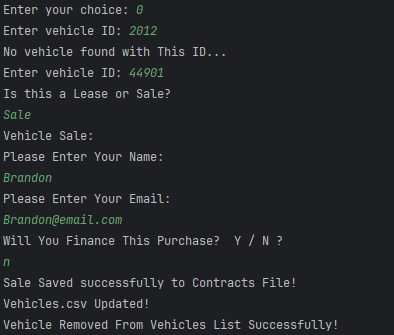 Enter your choice: 0
Enter vehicle ID: 2012
No vehicle found with This ID...
Enter vehicle ID: 44901
Is this a Lease or Sale?
Sale
Vehicle Sale:
Please Enter Your Name:
Brandon
Please Enter Your Email:
Brandon@email.com
Will You Finance This Purchase?  Y / N ?
n
Sale Saved successfully to Contracts File!
Vehicles.csv Updated!
Vehicle Removed From Vehicles List Successfully!